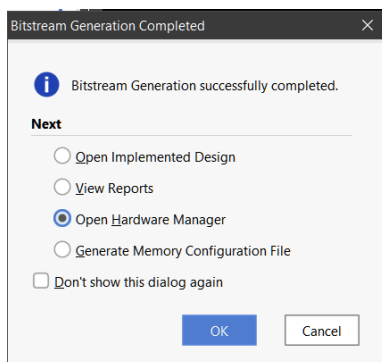 Bitstream Generation Completed
Bitstream Generation successfully completed.
Next
Open Implemented Design
View Reports
Open Hardware Manager
Generate Memory Configuration File
Don't show this dialog again
OK Cancel